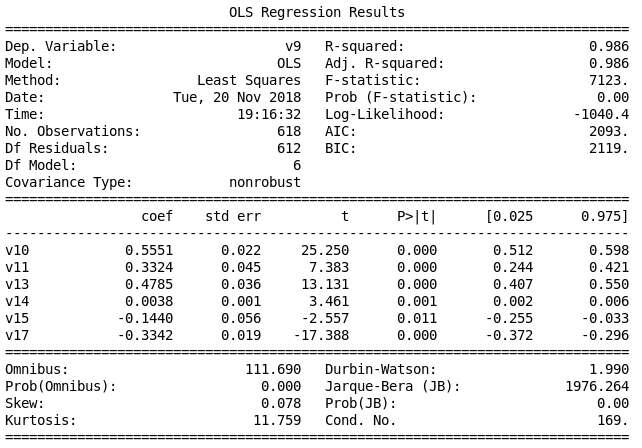 OLS Regression Results
==============================================================================
Dep. Variable:                     v9   R-squared:                       0.986
Model:                            OLS   Adj. R-squared:                  0.986
Method:                 Least Squares   F-statistic:                     7123.
Date:                Tue, 20 Nov 2018   Prob (F-statistic):               0.00
Time:                        19:16:32   Log-Likelihood:                -1040.4
No. Observations:                 618   AIC:                             2093.
Df Residuals:                     612   BIC:                             2119.
Df Model:                           6
Covariance Type:            nonrobust
==============================================================================
                 coef    std err          t      P>|t|      [0.025      0.975]
------------------------------------------------------------------------------
v10            0.5551      0.022     25.250      0.000       0.512       0.598
v11            0.3324      0.045      7.383      0.000       0.244       0.421
v13            0.4785      0.036     13.131      0.000       0.407       0.550
v14            0.0038      0.001      3.461      0.001       0.002       0.006
v15           -0.1440      0.056     -2.557      0.011      -0.255      -0.033
v17           -0.3342      0.019    -17.388      0.000      -0.372      -0.296
==============================================================================
Omnibus:                      111.690   Durbin-Watson:                   1.990
Prob(Omnibus):                  0.000   Jarque-Bera (JB):             1976.264
Skew:                           0.078   Prob(JB):                         0.00
Kurtosis:                      11.759   Cond. No.                         169.
==============================================================================